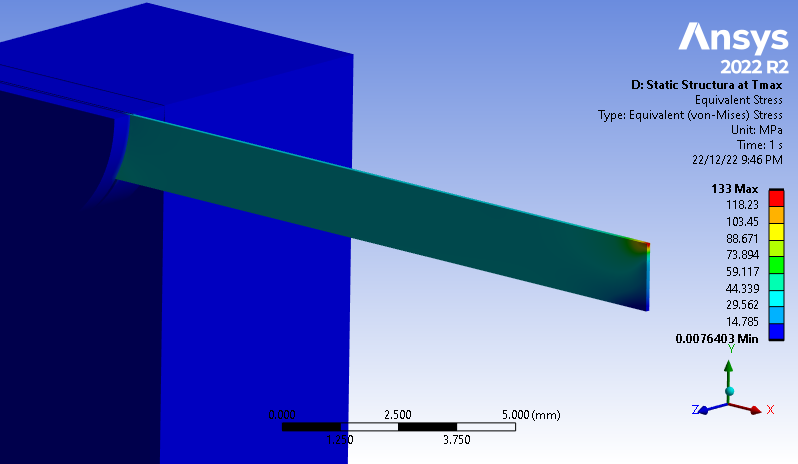 Ansys
2022 R2
D: Static Structura at Tmax
Equivalent Stress
Type: Equivalent (von-Mises) Stress
Unit: MPa
Time: 1 s
22/12/22 9:46 PM
133 Max
118.23
103.45
88.671
73.894
59.117
44.339
29.562
14.785
0.0076403 Min
Y
Z
X
0.000
2.500
5.000 (mm)
1.250
3.750